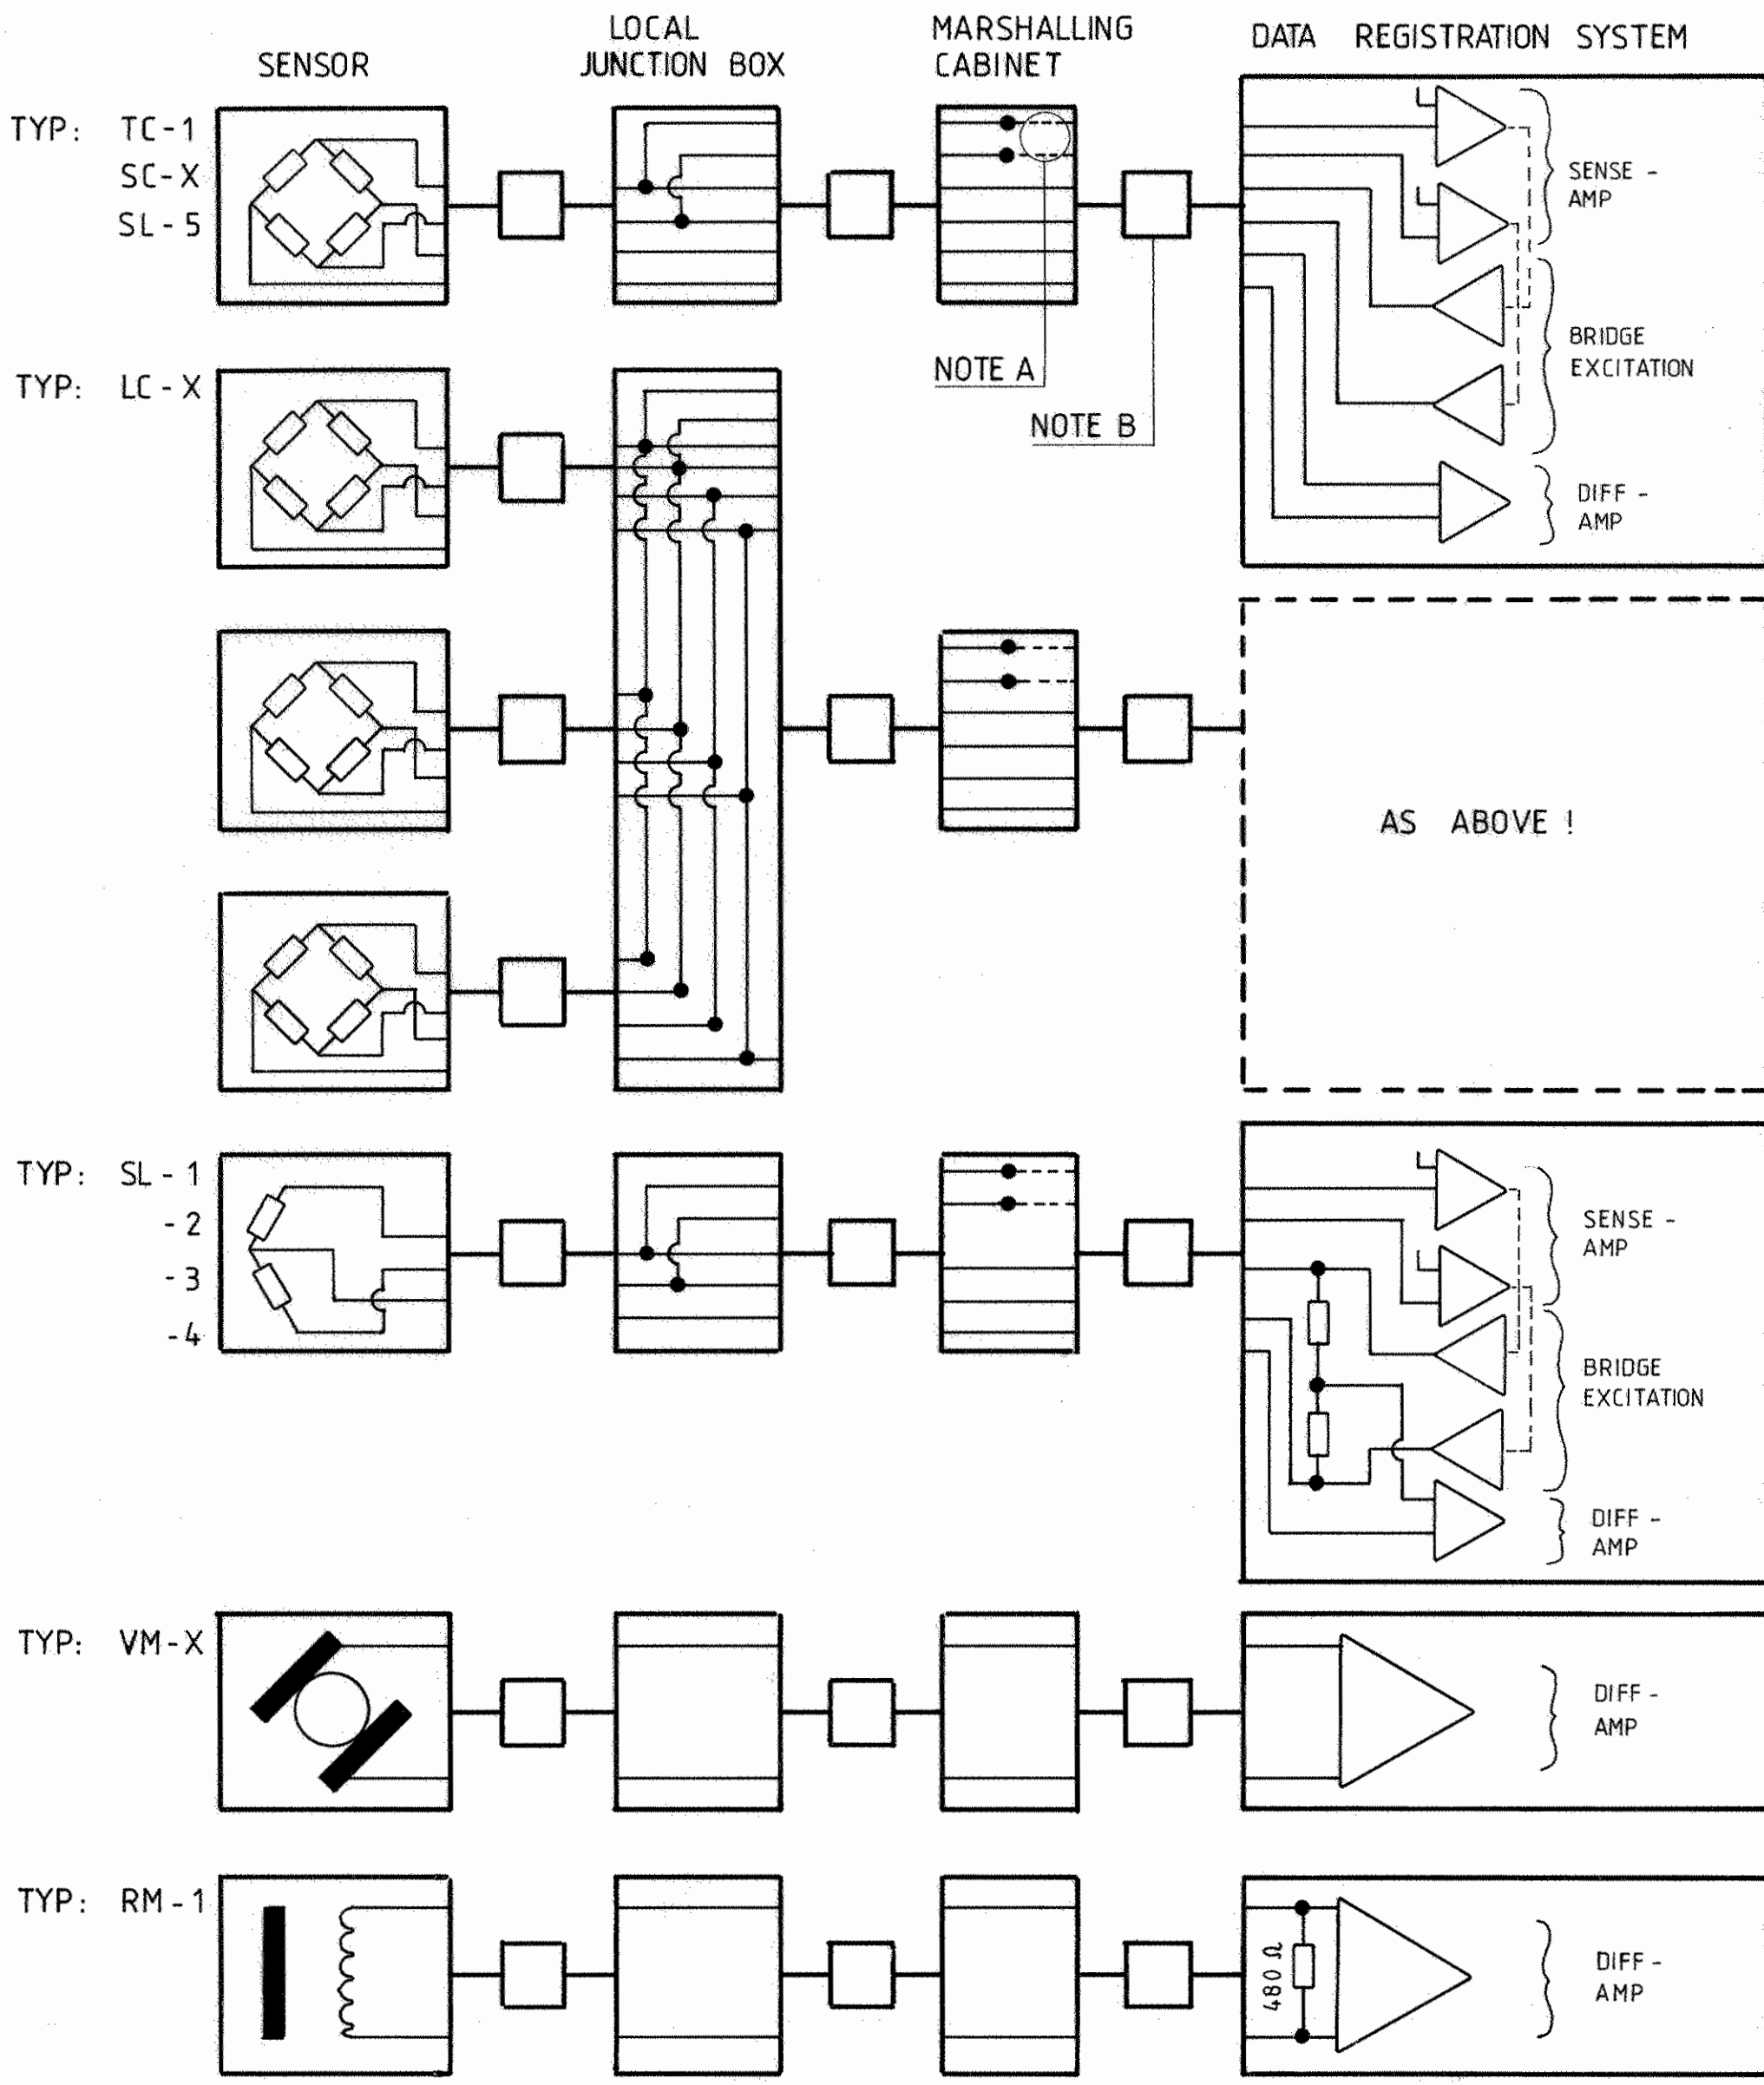 SENSOR
LOCAL
JUNCTION BOX
MARSHALLING
CABINET
DATA REGISTRATION SYSTEM
TYP: TC-1
SC-X
SL-5
SENSE -
AMP
BRIDGE
EXCITATION
DIFF -
AMP
NOTE A
NOTE B
TYP: LC-X
AS ABOVE !
TYP: SL-1
-2
-3
-4
SENSE -
AMP
BRIDGE
EXCITATION
DIFF -
AMP
TYP: VM-X
DIFF -
AMP
TYP: RM-1
480 Ω
DIFF -
AMP